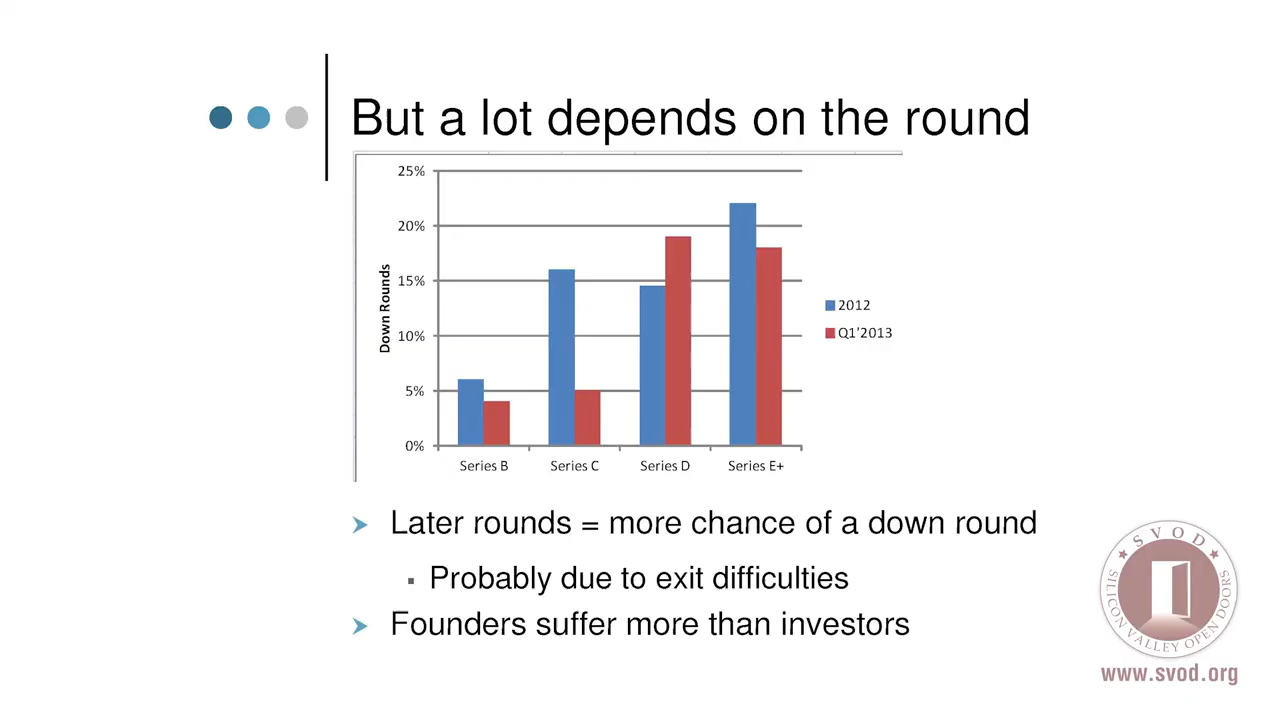 But a lot depends on the round
25%
20%
15%
10%
5%
0%
Down Rounds
Series B
Series C
Series D
Series E+
2012
Q1'2013
Later rounds = more chance of a down round
Probably due to exit difficulties
Founders suffer more than investors
SVOD
SILICON VALLEY OPEN DOORS
www.svod.org